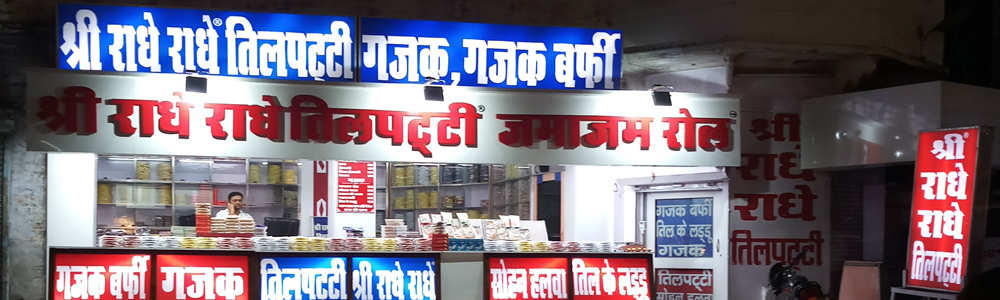 श्री राधे राधे® तिलपट्टी गजक, गजक बर्फी
श्री राधे राधे तिलपट्टी® जमाजम रोल™
श्री
राधे
राधे
तिलपट्टी
श्री
राधे
राधे
तिलपट्टी
गजक बर्फी
तिल के लड्डू
गजक
तिलपट्टी
सोहन हलवा
गजक बर्फी
गजक
तिलपट्टी
श्री राधे राधे
सोहन हलवा
तिल के लड्डू